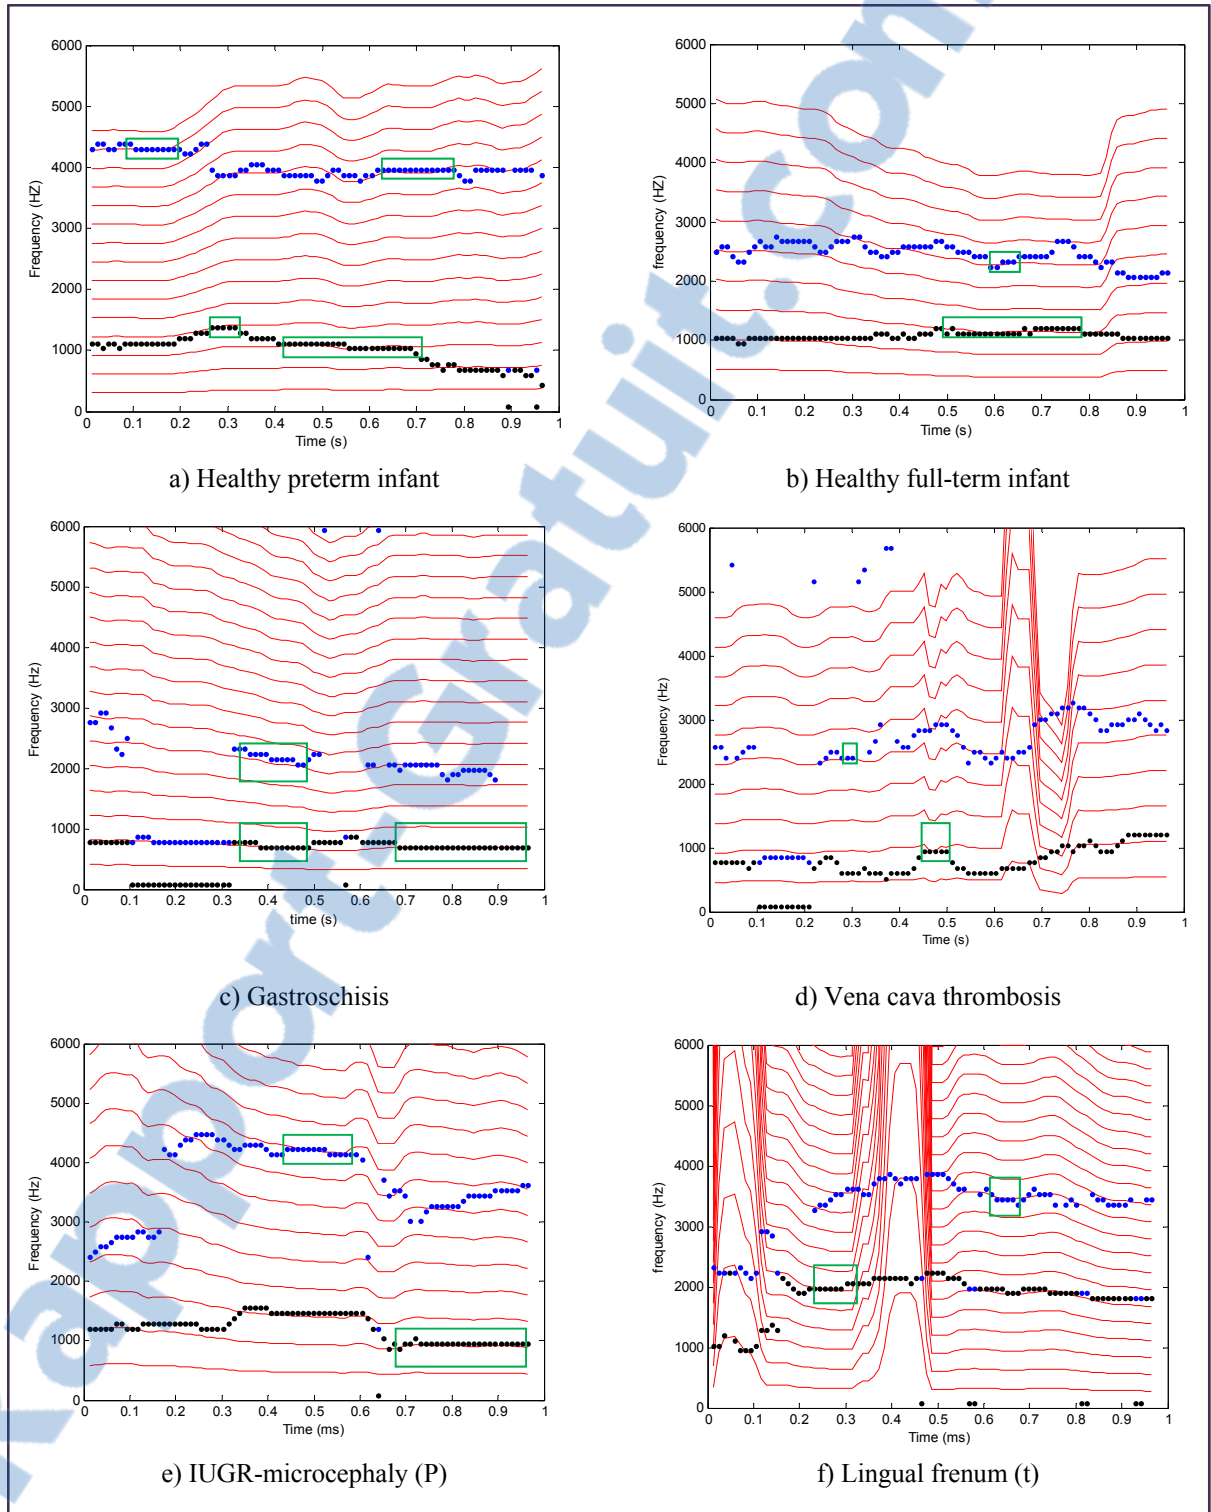 6000
5000
4000
3000
2000
1000
0
Frequency (HZ)
0 0.1 0.2 0.3 0.4 0.5 0.6 0.7 0.8 0.9 1
Time (s)
a) Healthy preterm infant
6000
5000
4000
3000
2000
1000
0
frequency (HZ)
0 0.1 0.2 0.3 0.4 0.5 0.6 0.7 0.8 0.9 1
Time (s)
b) Healthy full-term infant
6000
5000
4000
3000
2000
1000
0
Frequency (Hz)
0 0.1 0.2 0.3 0.4 0.5 0.6 0.7 0.8 0.9 1
time (s)
c) Gastroschisis
6000
5000
4000
3000
2000
1000
0
Frequency (Hz)
0 0.1 0.2 0.3 0.4 0.5 0.6 0.7 0.8 0.9 1
Time (s)
d) Vena cava thrombosis
6000
5000
4000
3000
2000
1000
0
Frequency (Hz)
0 0.1 0.2 0.3 0.4 0.5 0.6 0.7 0.8 0.9 1
Time (ms)
e) IUGR-microcephaly (P)
6000
5000
4000
3000
2000
1000
0
frequency (Hz)
0 0.1 0.2 0.3 0.4 0.5 0.6 0.7 0.8 0.9 1
Time (ms)
f) Lingual frenum (t)
Rapport-Gratuit.com